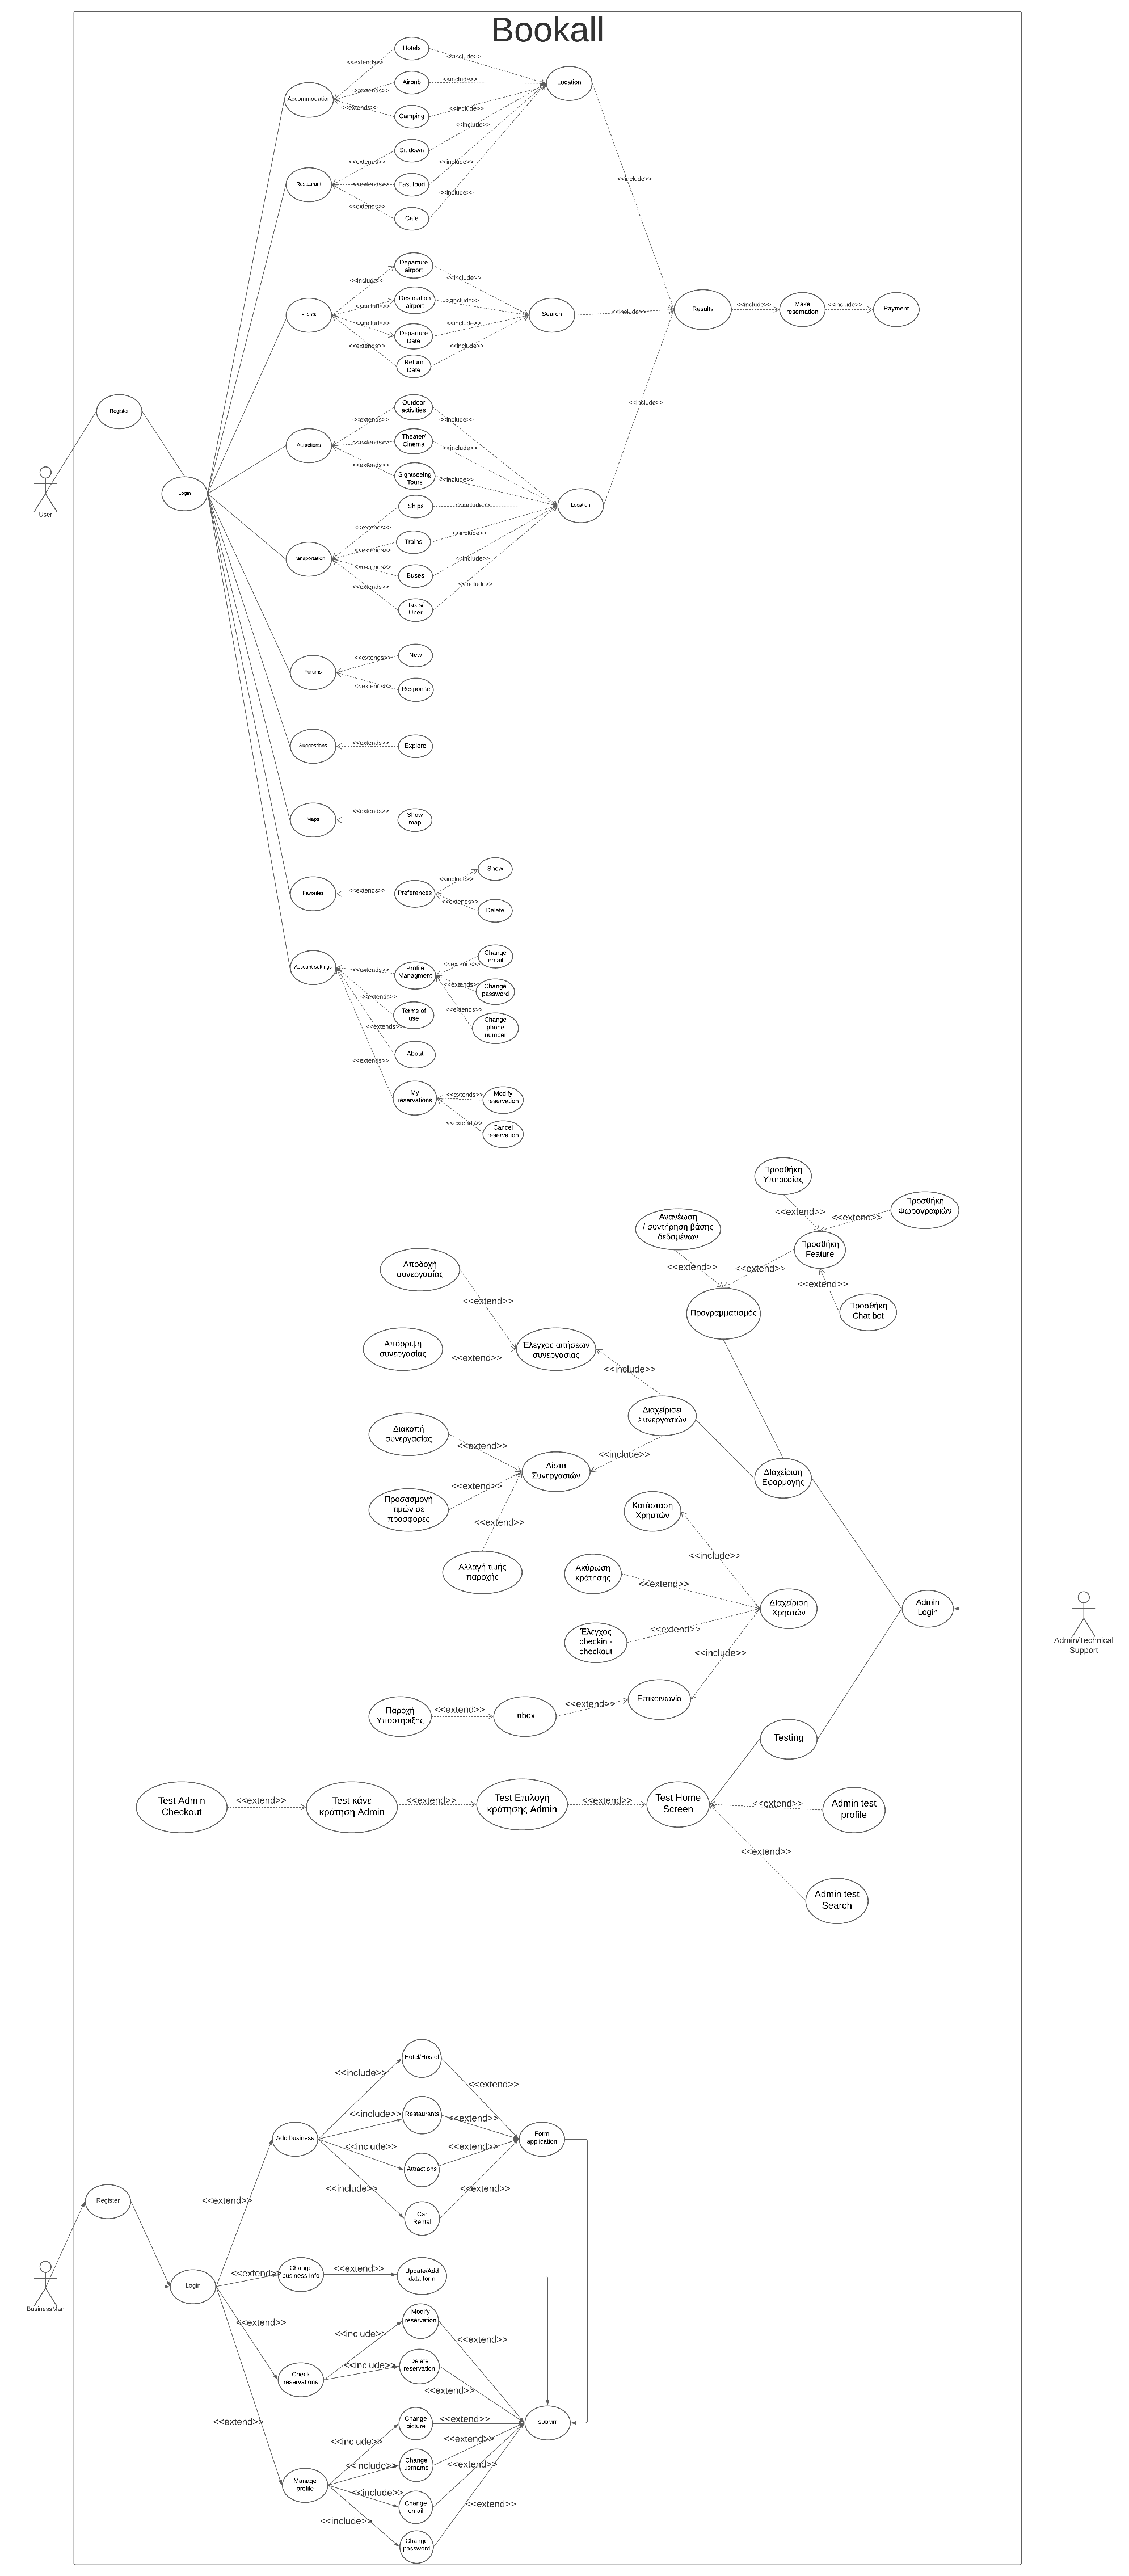 Bookall
Hotels
<<extends>>
<<include>>
Airbnb
<<extends>>
<<include>>
Location
Accommodation
<<extends>>
Camping
<<include>>
Sit down
<<include>>
<<extends>>
<<include>>
Restaurant
<<extends>>
Fast food
<<include>>
<<extends>>
Cafe
<<include>>
Departure
airport
<<include>>
<<include>>
Destination
airport
<<include>>
<<include>>
Flights
<<include>>
Departure
Date
<<include>>
Search
<<include>>
<<extends>>
Return
Date
<<include>>
Results
<<include>>
Make
reservation
<<include>>
Payment
<<include>>
Register
Outdoor
activities
<<extends>>
<<include>>
Attractions
<<extends>>
Theater/
Cinema
<<include>>
<<extends>>
Sightseeing
Tours
<<include>>
User
Login
Ships
<<include>>
Location
<<extends>>
Trains
<<include>>
Transportation
<<extends>>
<<extends>>
Buses
<<include>>
<<extends>>
Taxis/
Uber
<<include>>
Forums
<<extends>>
New
<<extends>>
Response
Suggestions
<<extends>>
Explore
Maps
<<extends>>
Show
map
Favorites
<<extends>>
Preferences
<<include>>
Show
<<extends>>
Delete
Account settings
<<extends>>
Profile
Managment
<<extends>>
Change
email
<<extends>>
Change
password
<<extends>>
Change
phone
number
<<extends>>
Terms of
use
<<extends>>
About
<<extends>>
My
reservations
<<extends>>
Modify
reservation
<<extends>>
Cancel
reservation
Προσθήκη
Υπηρεσίας
<<extend>>
Προσθήκη
Φωρογραφιών
<<extend>>
Ανανέωση
/ συντήρηση βάσης
δεδομένων
<<extend>>
Προσθήκη
Feature
<<extend>>
<<extend>>
Προσθήκη
Chat bot
Προγραμματισμός
Αποδοχή
συνεργασίας
<<extend>>
Απόρριψη
συνεργασίας
<<extend>>
Έλεγχος αιτήσεων
συνεργασίας
<<include>>
Διαχείρισει
Συνεργασιών
<<include>>
Διακοπή
συνεργασίας
<<extend>>
Λίστα
Συνεργασιών
<<extend>>
Προσασμογή
τιμών σε
προσφορές
<<extend>>
Αλλαγή τιμής
παροχής
ΔΙαχείριση
Εφαρμογής
Κατάσταση
Χρηστών
<<include>>
Ακύρωση
κράτησης
<<extend>>
ΔΙαχείριση
Χρηστών
Admin
Login
Admin/Technical
Support
Έλεγχος
checkin -
checkout
<<extend>>
<<include>>
Επικοινωνία
<<extend>>
Inbox
<<extend>>
Παροχή
Υποστήριξης
Testing
Test Admin
Checkout
<<extend>>
Test κάνε
κράτηση Admin
<<extend>>
Test Επιλογή
κράτησης Admin
<<extend>>
Test Home
Screen
<<extend>>
Admin test
profile
<<extend>>
Admin test
Search
Hotel/Hostel
<<include>>
<<extend>>
Restaurants
<<include>>
<<extend>>
Add business
Form
application
<<include>>
Attractions
<<extend>>
<<include>>
Car
Rental
<<extend>>
Register
<<extend>>
BusinessMan
Login
<<extend>>
Change
business Info
<<extend>>
Update/Add
data form
<<extend>>
Check
reservations
<<include>>
Modify
reservation
<<extend>>
<<include>>
Delete
reservation
<<extend>>
<<extend>>
Change
picture
<<extend>>
SUBMIT
<<include>>
Change
usrname
<<extend>>
<<include>>
Manage
profile
<<include>>
Change
email
<<extend>>
<<include>>
Change
password
<<extend>>